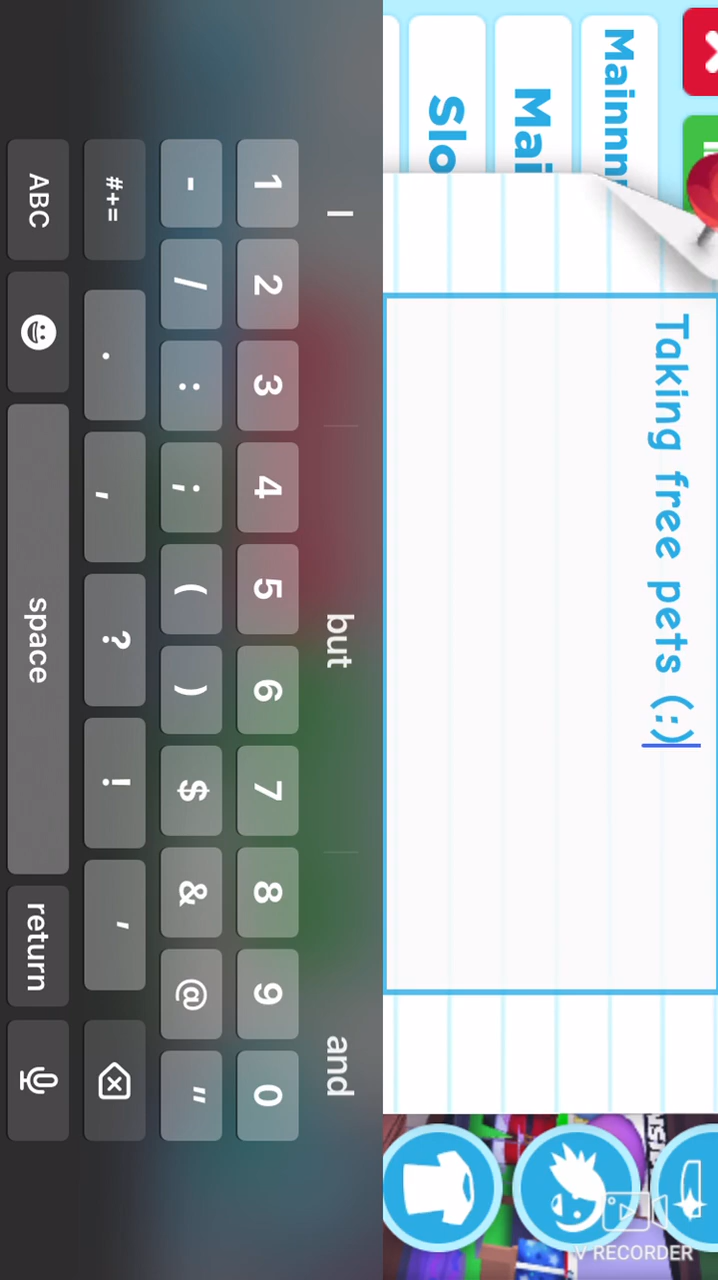 Mainnn
Mai
Slo
Taking free pets (:)
V RECORDER
I but and
1 2 3 4 5 6 7 8 9 0
- / : ; ( ) $ & @ "
#+= . , ? ! '
ABC space return